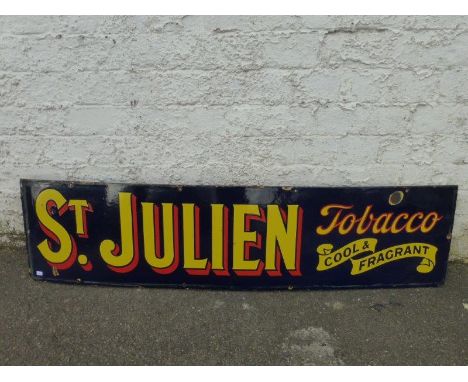 ST. JULIEN
Tobacco
COOL &
FRAGRANT